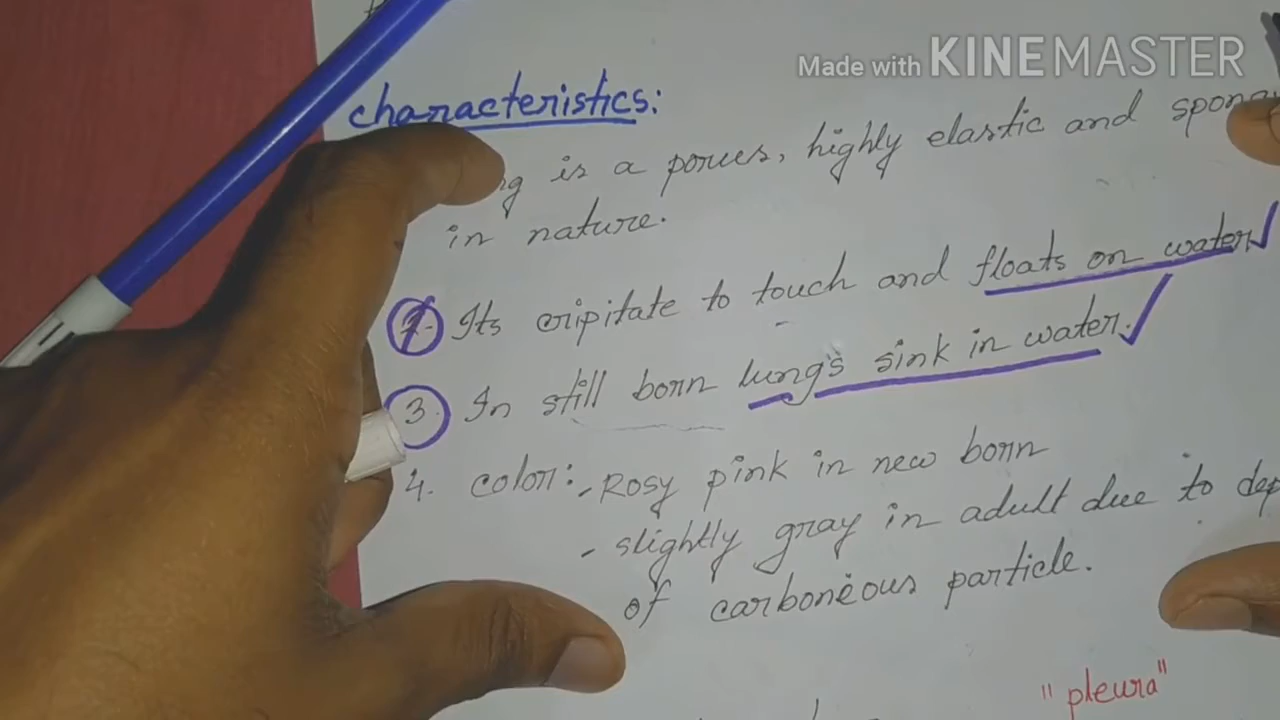 Made with KINEMASTER
characteristics:
is a porues, highly elastic and
in nature.
2. Its cripitate to touch and floats on water
3. In still born lung's sink in water.
4. color:- Rosy pink in new born
- slightly gray in adult due to
of carboneous particle.
"pleura"